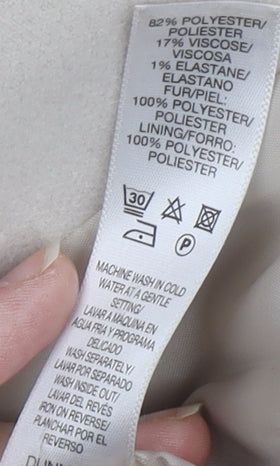 82% POLYESTER/
POLIESTER
17% VISCOSE/
VISCOSA
1% ELASTANE/
ELASTANO
FUR/PIEL:
100% POLYESTER/
POLIESTER
LINING/FORRO:
100% POLYESTER/
POLIESTER
30
P
MACHINE WASH IN COLD
WATER AT A GENTLE
SETTING/
LAVAR A MAQUINA EN
AGUA FRIA Y PROGRAMA
DELICADO
WASH SEPARATELY/
LAVAR POR SEPARADO
WASH INSIDE OUT/
LAVAR DEL REVES
IRON ON REVERSE/
PLANCHAR POR EL
REVERSO